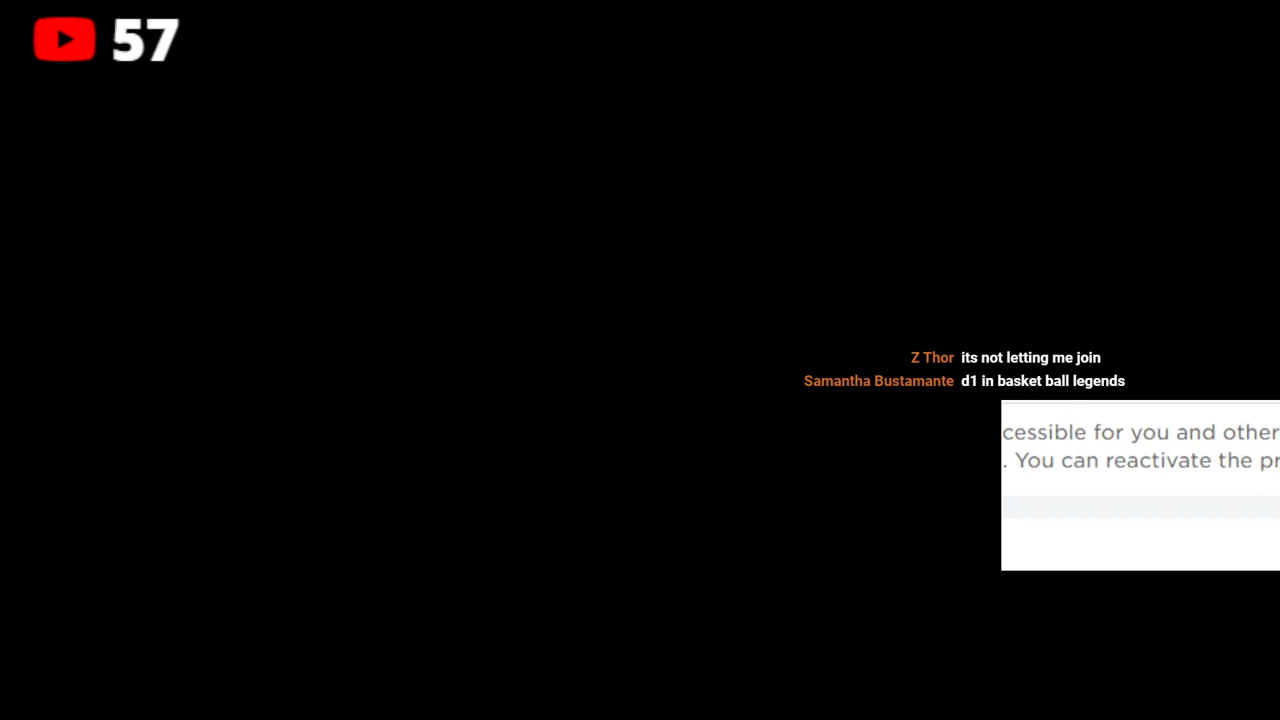 57
Z Thor its not letting me join
Samantha Bustamante d1 in basket ball legends
cessible for you and other
. You can reactivate the pr